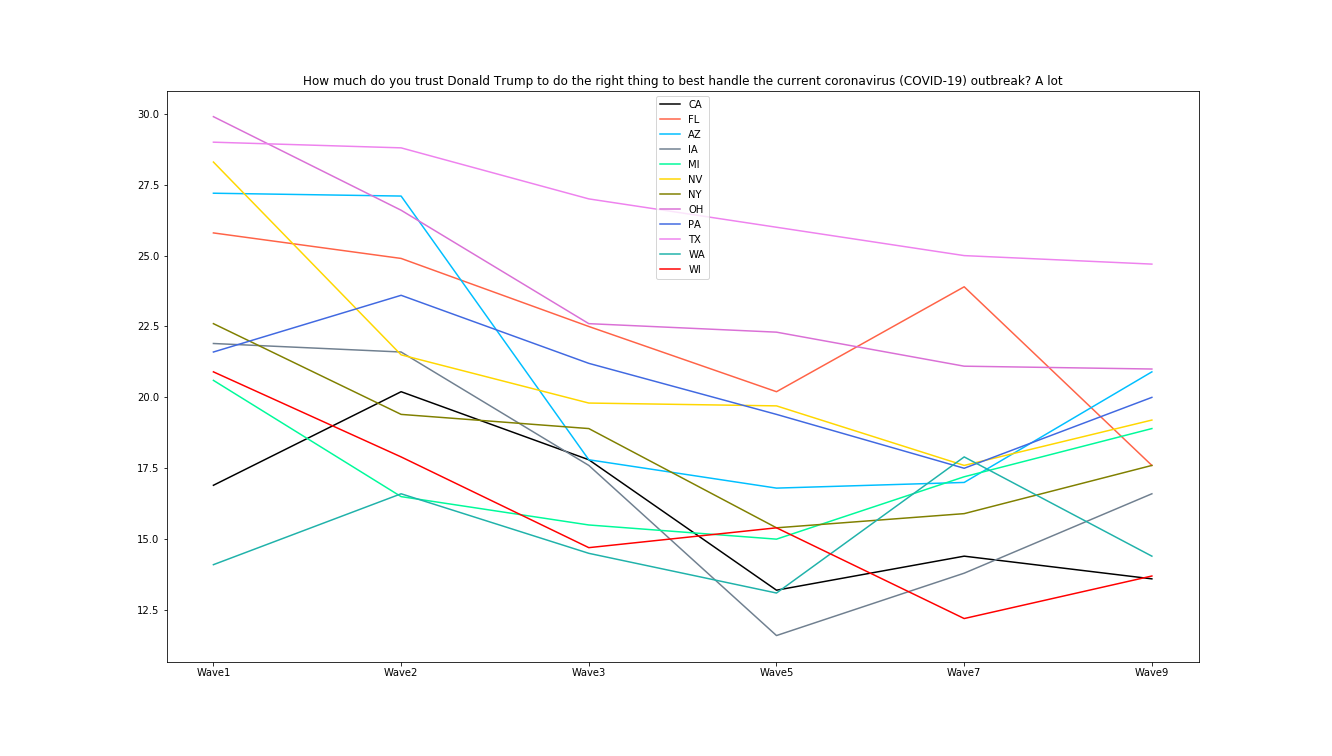 How much do you trust Donald Trump to do the right thing to best handle the current coronavirus (COVID-19) outbreak? A lot
30.0
27.5
25.0
22.5
20.0
17.5
15.0
12.5
CA
FL
AZ
IA
MI
NV
NY
OH
PA
TX
WA
WI
Wave1 Wave2 Wave3 Wave5 Wave7 Wave9